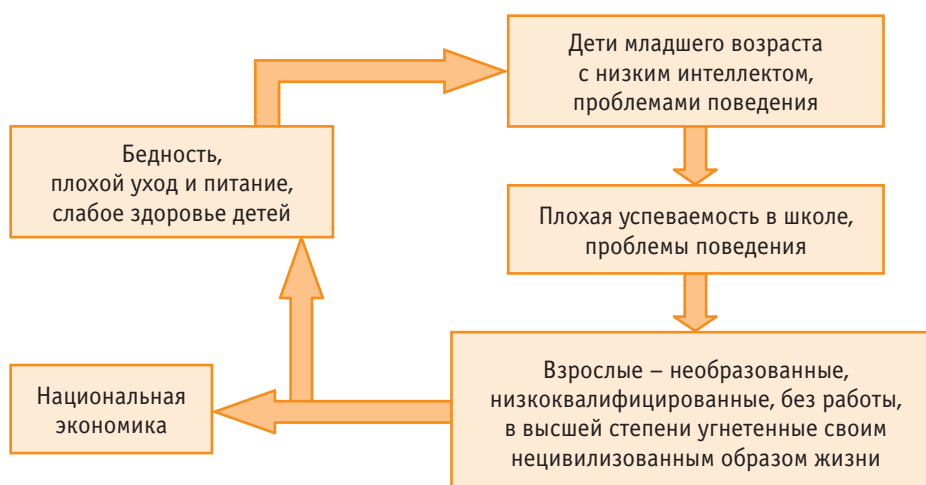 Дети младшего возраста
с низким интеллектом,
проблемами поведения
Бедность,
плохой уход и питание,
слабое здоровье детей
Плохая успеваемость в школе,
проблемы поведения
Взрослые – необразованные,
низкоквалифицированные, без работы,
в высшей степени угнетенные своим
нецивилизованным образом жизни
Национальная
экономика